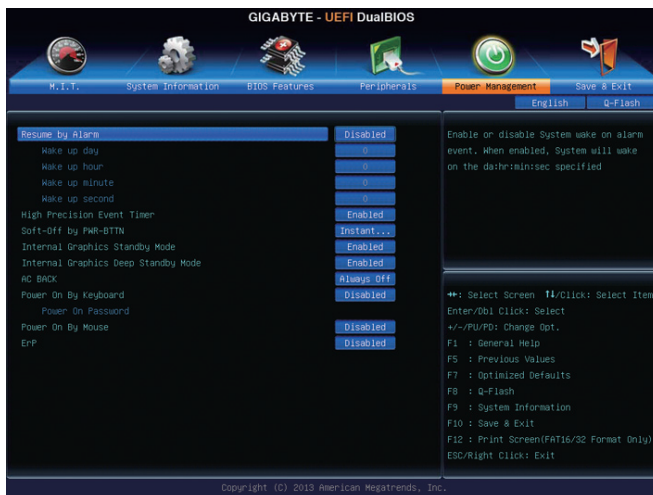 GIGABYTE - UEFI DualBIOS
M.I.T. System Information BIOS Features Peripherals Power Management Save & Exit
English Q-Flash
Resume by Alarm Disabled
Wake up day 0
Wake up hour 0
Wake up minute 0
Wake up second 0
High Precision Event Timer Enabled
Soft-Off by PWR-BTTN Instant...
Internal Graphics Standby Mode Enabled
Internal Graphics Deep Standby Mode Enabled
AC BACK Always Off
Power On By Keyboard Disabled
Power On Password
Power On By Mouse Disabled
ErP Disabled
Enable or disable System wake on alarm
event. When enabled, System will wake
on the da:hr:min:sec specified
↔: Select Screen ↑↓/Click: Select Item
Enter/Dbl Click: Select
+/-/PU/PD: Change Opt.
F1 : General Help
F5 : Previous Values
F7 : Optimized Defaults
F8 : Q-Flash
F9 : System Information
F10 : Save & Exit
F12 : Print Screen(FAT16/32 Format Only)
ESC/Right Click: Exit
Copyright (C) 2013 American Megatrends, Inc.